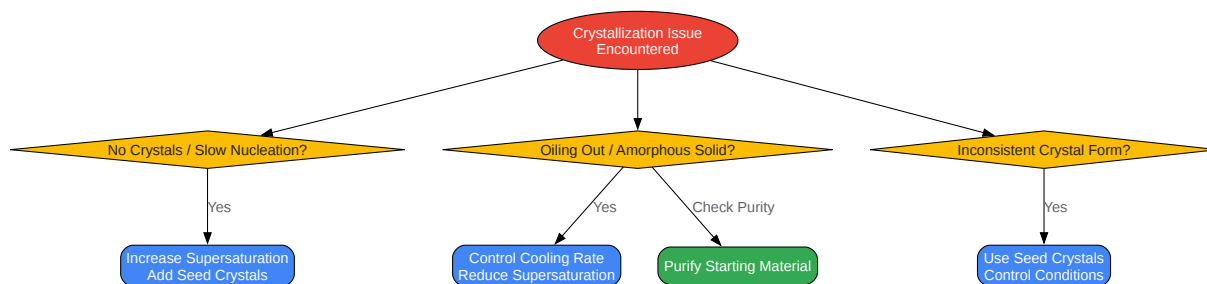 Crystallization Issue
Encountered
No Crystals / Slow Nucleation?
Oiling Out / Amorphous Solid?
Inconsistent Crystal Form?
Yes
Yes
Check Purity
Yes
Increase Supersaturation
Add Seed Crystals
Control Cooling Rate
Reduce Supersaturation
Purify Starting Material
Use Seed Crystals
Control Conditions